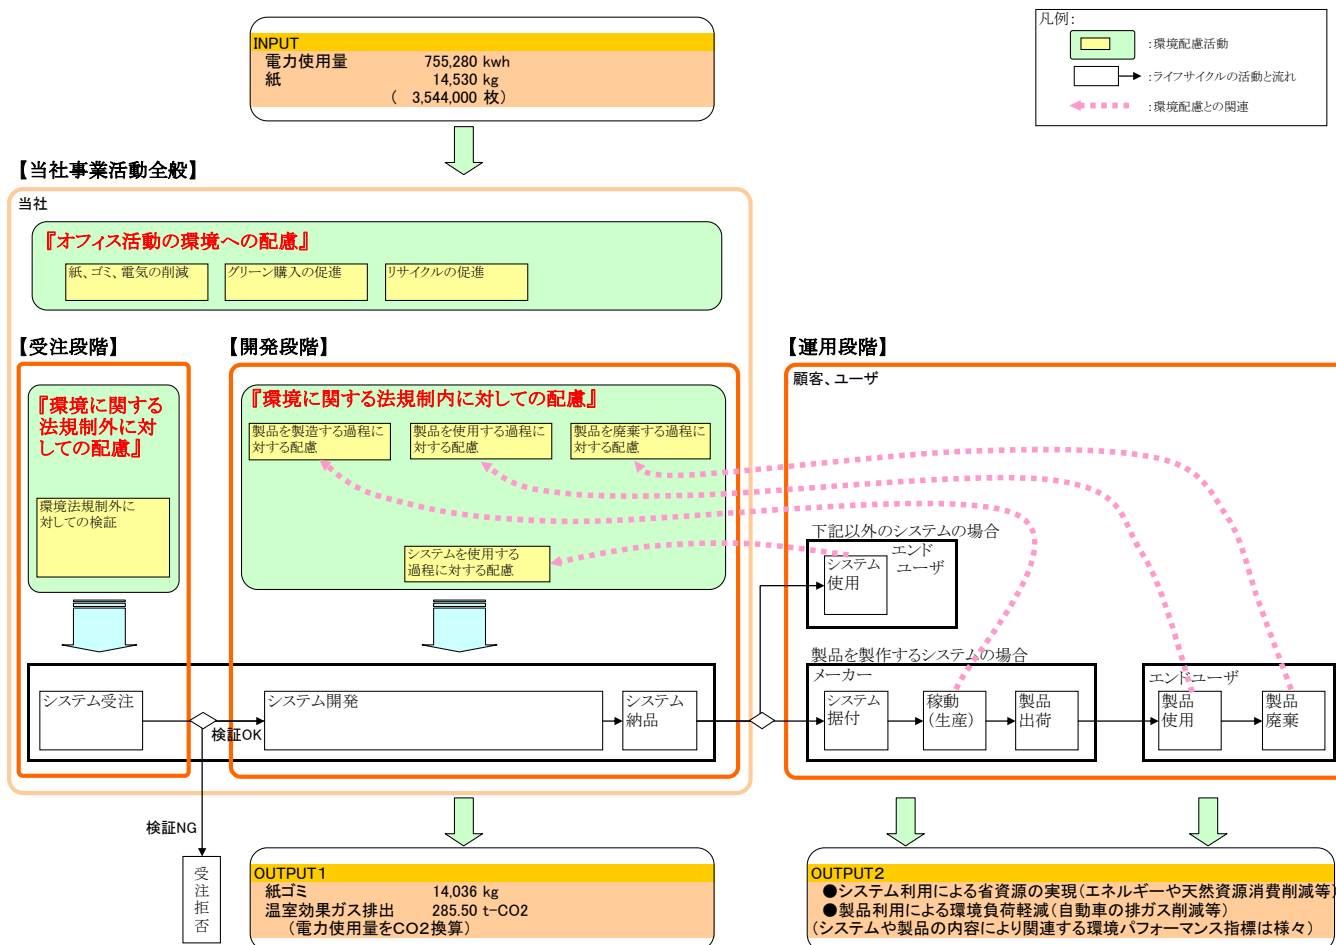 INPUT
電力使用量 755,280 kwh
紙 14,530 kg
( 3,544,000 枚)
凡例:
:環境配慮活動
:ライフサイクルの活動と流れ
:環境配慮との関連
【当社事業活動全般】
当社
『オフィス活動の環境への配慮』
紙、ゴミ、電気の削減
グリーン購入の促進
リサイクルの促進
【受注段階】
【開発段階】
【運用段階】
『環境に関する
法規制外に対
しての配慮』
環境法規制外に
対しての検証
『環境に関する法規制内に対しての配慮』
製品を製造する過程に
対する配慮
製品を使用する過程に
対する配慮
製品を廃棄する過程に
対する配慮
システムを使用する
過程に対する配慮
顧客、ユーザ
下記以外のシステムの場合
エンド
ユーザ
システム
使用
製品を製作するシステムの場合
メーカー
システム
据付
稼動
(生産)
製品
出荷
エンドユーザ
製品
使用
製品
廃棄
システム受注
検証OK
システム開発
システム
納品
検証NG
受注拒否
OUTPUT1
紙ゴミ 14,036 kg
温室効果ガス排出 285.50 t-CO2
(電力使用量をCO2換算)
OUTPUT2
●システム利用による省資源の実現(エネルギーや天然資源消費削減等)
●製品利用による環境負荷軽減(自動車の排ガス削減等)
(システムや製品の内容により関連する環境パフォーマンス指標は様々)